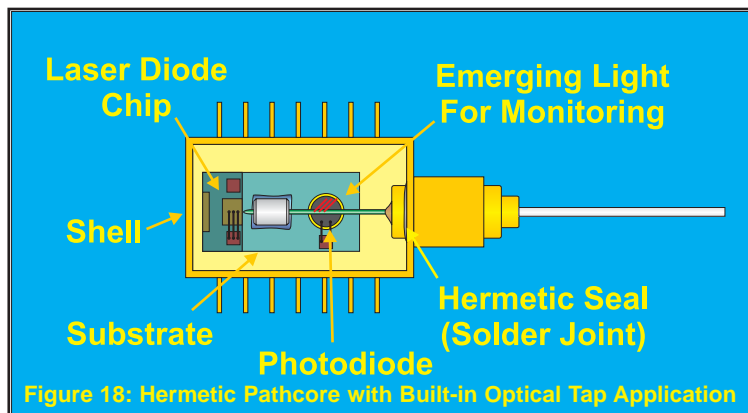 Laser Diode
Chip
Emerging Light
For Monitoring
Shell
Substrate
Photodiode
Hermetic Seal
(Solder Joint)
Figure 18: Hermetic Pathcore with Built-in Optical Tap Application